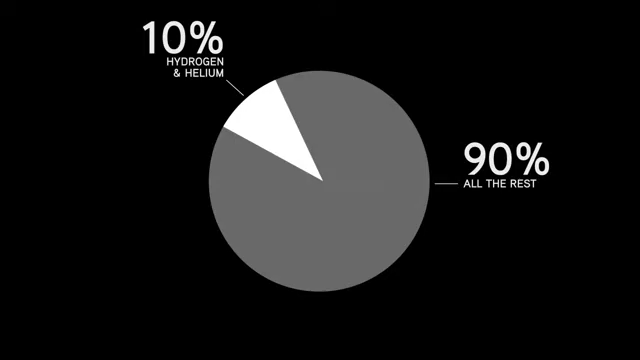 10%
HYDROGEN
& HELIUM
90%
ALL THE REST